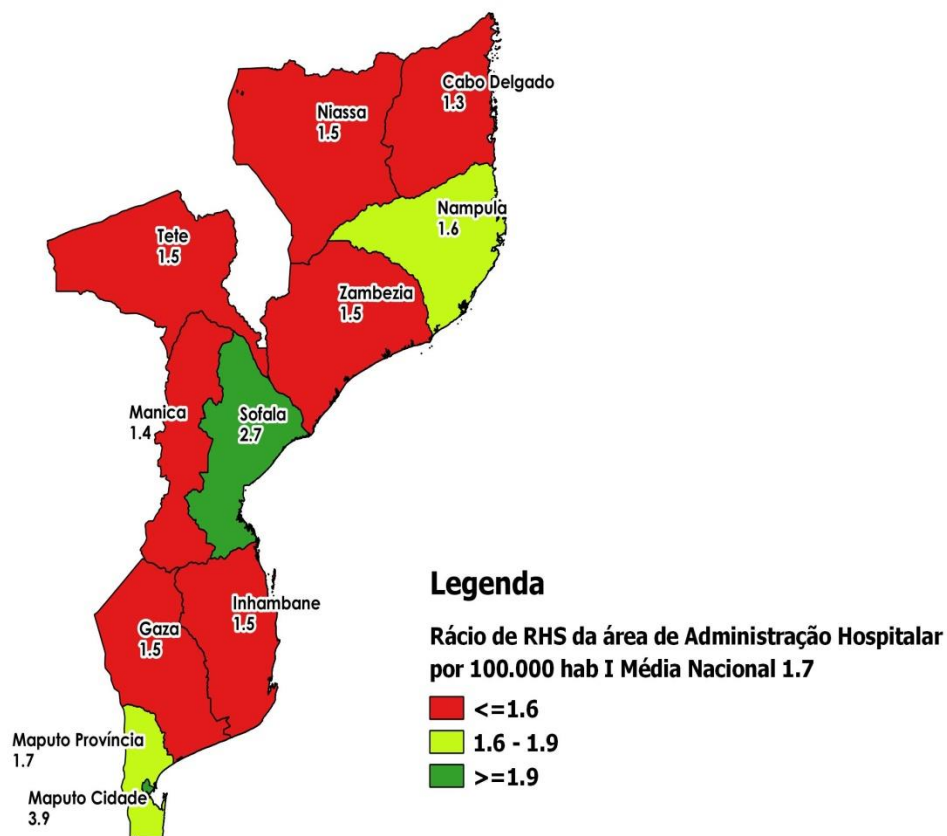 Cabo Delgado
1.3
Niassa
1.5
Nampula
1.6
Tete
1.5
Zambezia
1.5
Manica
1.4
Sofala
2.7
Inhambane
1.5
Gaza
1.5
Maputo Província
1.7
Maputo Cidade
3.9
Legenda
Rácio de RHS da área de Administração Hospitalar
por 100.000 hab I Média Nacional 1.7
<=1.6
1.6 - 1.9
>=1.9